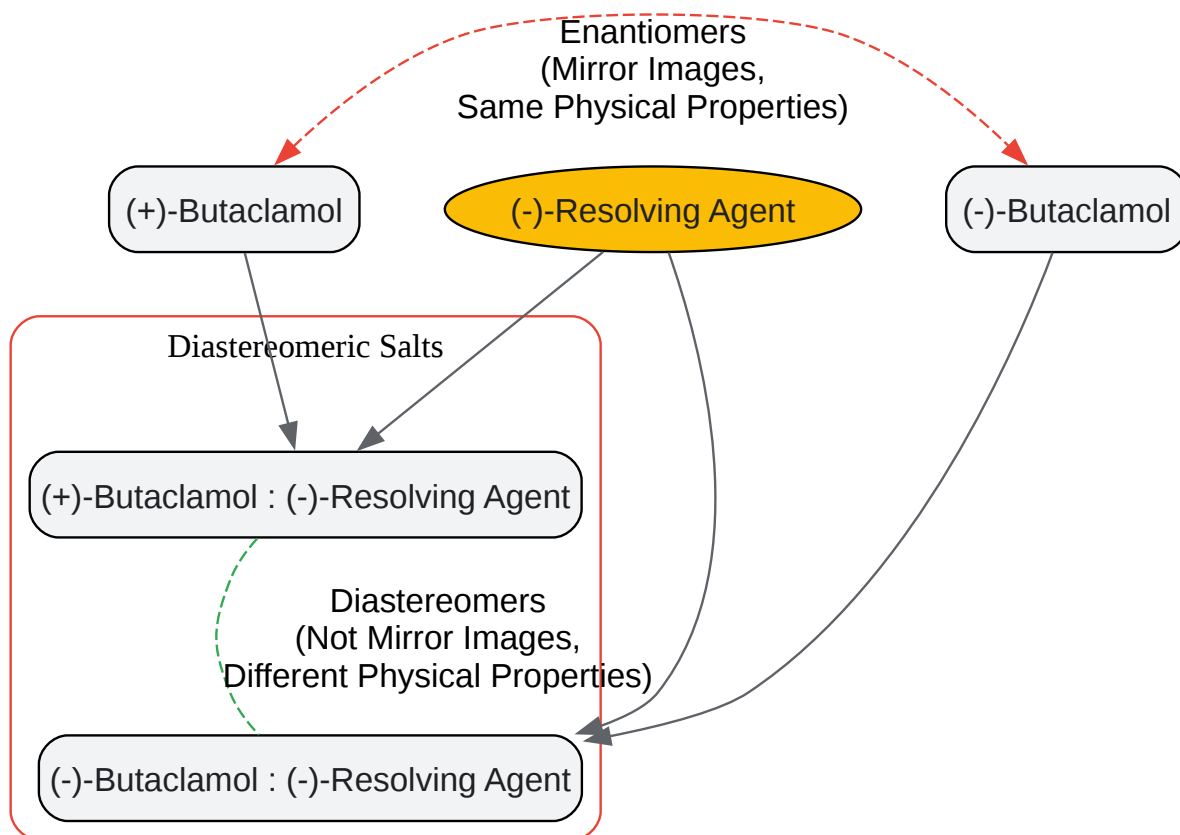 Enantiomers
(Mirror Images,
Same Physical Properties)
(+)-Butaclamol
(-)-Resolving Agent
(-)-Butaclamol
Diastereomeric Salts
(+)-Butaclamol : (-)-Resolving Agent
Diastereomers
(Not Mirror Images,
Different Physical Properties)
(-)-Butaclamol : (-)-Resolving Agent